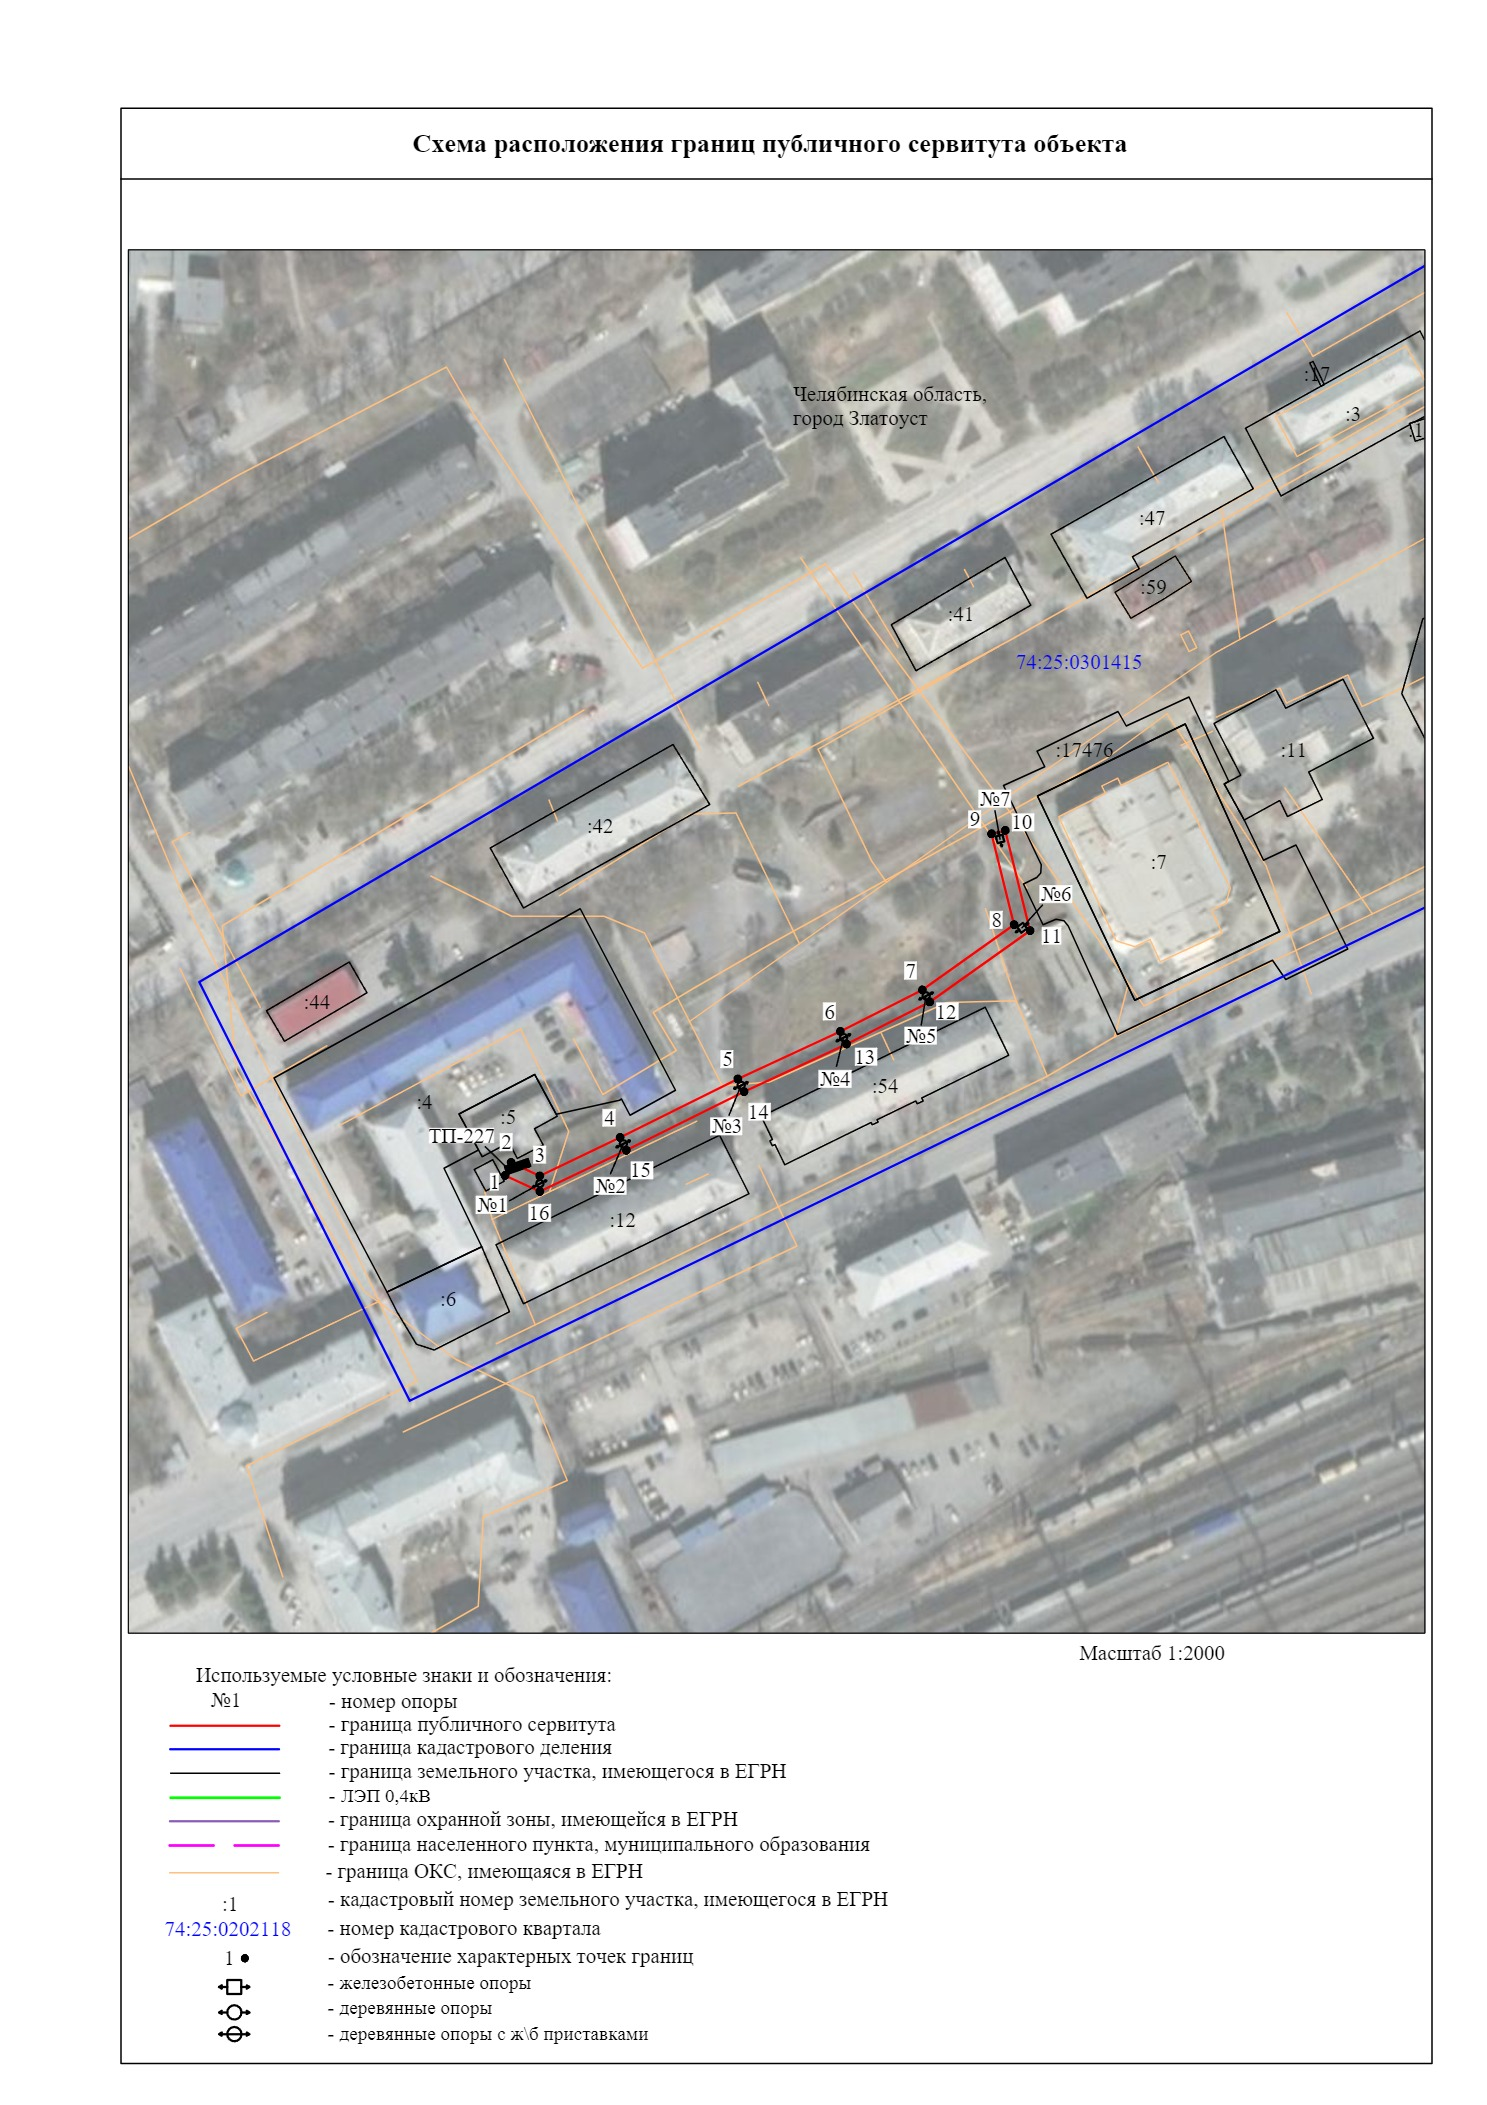 Схема расположения границ публичного сервитута объекта
Челябинская область,
город Златоуст
:17
:3
:1
:47
:59
:41
74:25:0301415
:17476
:11
№7
9
10
:42
:7
№6
8
11
7
:44
12
6
№5
13
5
№4
:54
:4
:5
14
4
№3
ТП-227
2
3
15
1
№2
№1
16
:12
:6
Масштаб 1:2000
Используемые условные знаки и обозначения:
№1 - номер опоры
- граница публичного сервитута
- граница кадастрового деления
- граница земельного участка, имеющегося в ЕГРН
- ЛЭП 0,4кВ
- граница охранной зоны, имеющейся в ЕГРН
- граница населенного пункта, муниципального образования
- граница ОКС, имеющаяся в ЕГРН
:1 - кадастровый номер земельного участка, имеющегося в ЕГРН
74:25:0202118 - номер кадастрового квартала
1 - обозначение характерных точек границ
- железобетонные опоры
- деревянные опоры
- деревянные опоры с ж\б приставками